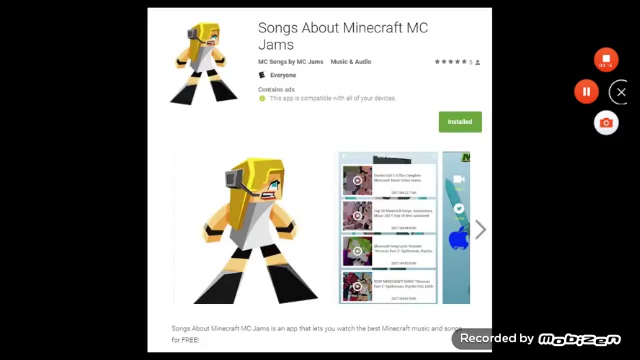 Songs About Minecraft MC
Jams
MC Songs by MC Jams Music & Audio
5
Everyone
Contains ads
This app is compatible with all of your devices.
Installed
Songs About Minecraft MC Jams is an app that lets you watch the best Minecraft music and songs
for FREE!
Recorded by MOBIZEN